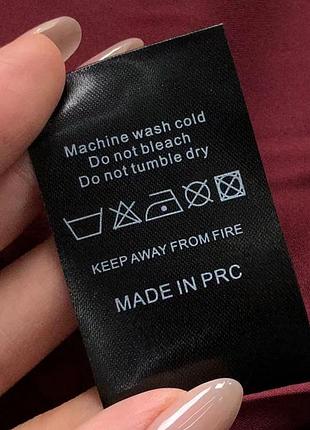 Machine wash cold
Do not bleach
Do not tumble dry
KEEP AWAY FROM FIRE
MADE IN PRC